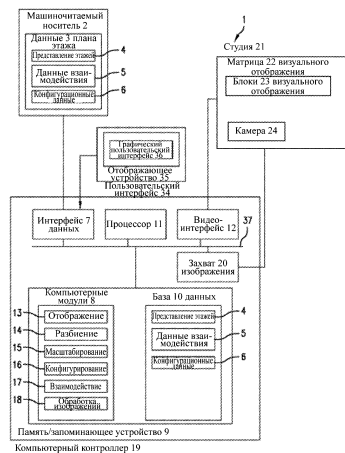 Машиночитаемый
носитель 2
Данные 3 плана
этажа
Представление этажей
4
Данные взаи-
модействия
5
Конфигурационные
данные
6
1
Студия 21
Матрица 22 визуального
отображения
Блоки 23 визуального
отображения
Камера 24
Графический
пользовательский
интерфейс 36
Отображающее
устройство 35
Пользовательский
интерфейс 34
Интерфейс 7
данных
Процессор 11
Видео-
интерфейс 12
37
Захват 20
изображения
Компьютерные
модули 8
13
Отображение
14
Разбиение
15
Масштабирование
16
Конфигурирование
17
Взаимодействие
18
Обработка
изображений
База 10 данных
Представление этажей
4
Данные взаи-
модействия
5
Конфигурационные
данные
6
Память/запоминающее устройство 9
Компьютерный контроллер 19